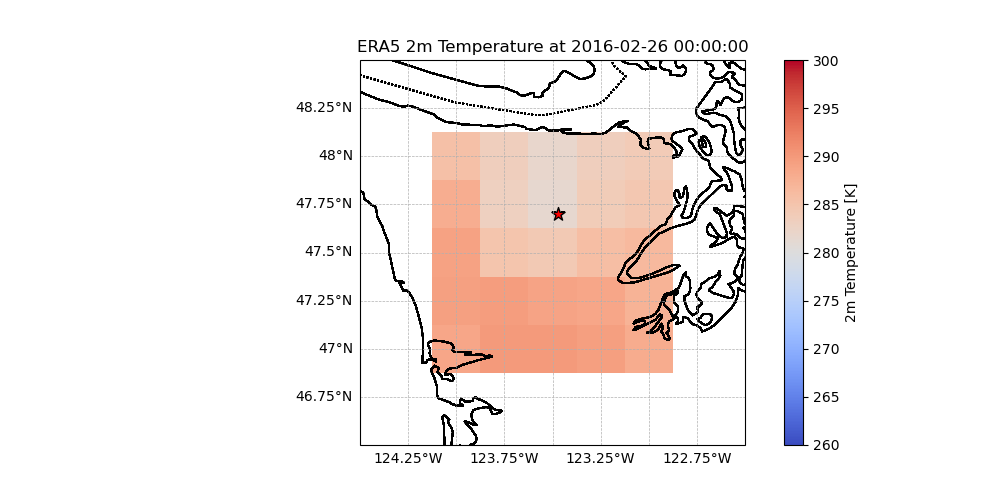 ERA5 2m Temperature at 2016-02-26 00:00:00
48.25°N
48°N
47.75°N
47.5°N
47.25°N
47°N
46.75°N
124.25°W 123.75°W 123.25°W 122.75°W
300
295
290
285
280
275
270
265
260
2m Temperature [K]